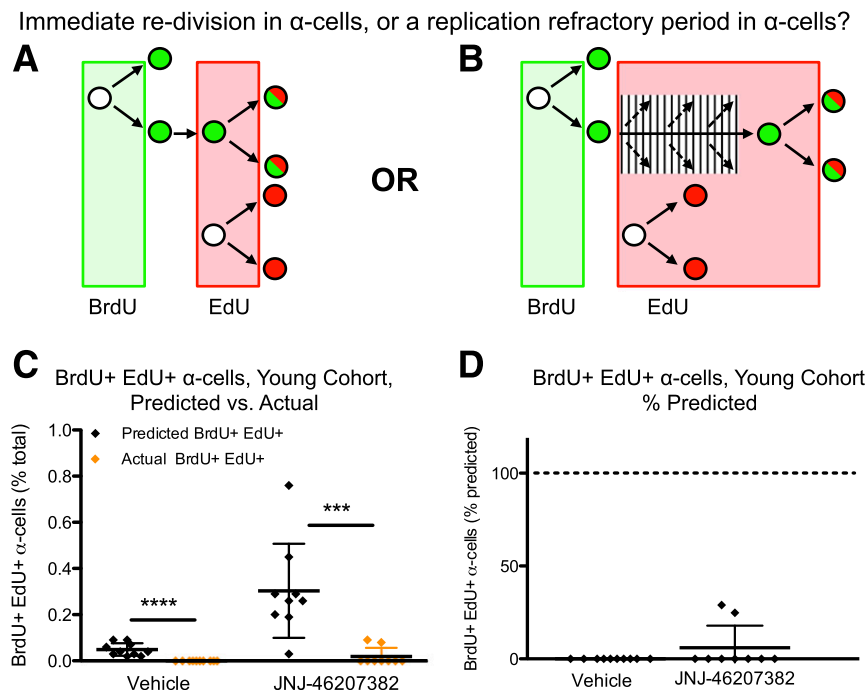 Immediate re-division in α-cells, or a replication refractory period in α-cells?
A
B
OR
BrdU
EdU
BrdU
EdU
C
BrdU+ EdU+ α-cells, Young Cohort,
Predicted vs. Actual
BrdU+ EdU+ α-cells (% total)
1.0
0.8
0.6
0.4
0.2
0.0
Predicted BrdU+ EdU+
Actual BrdU+ EdU+
****
***
Vehicle
JNJ-46207382
D
BrdU+ EdU+ α-cells, Young Cohort
% Predicted
BrdU+ EdU+ α-cells (% predicted)
100
50
0
Vehicle
JNJ-46207382